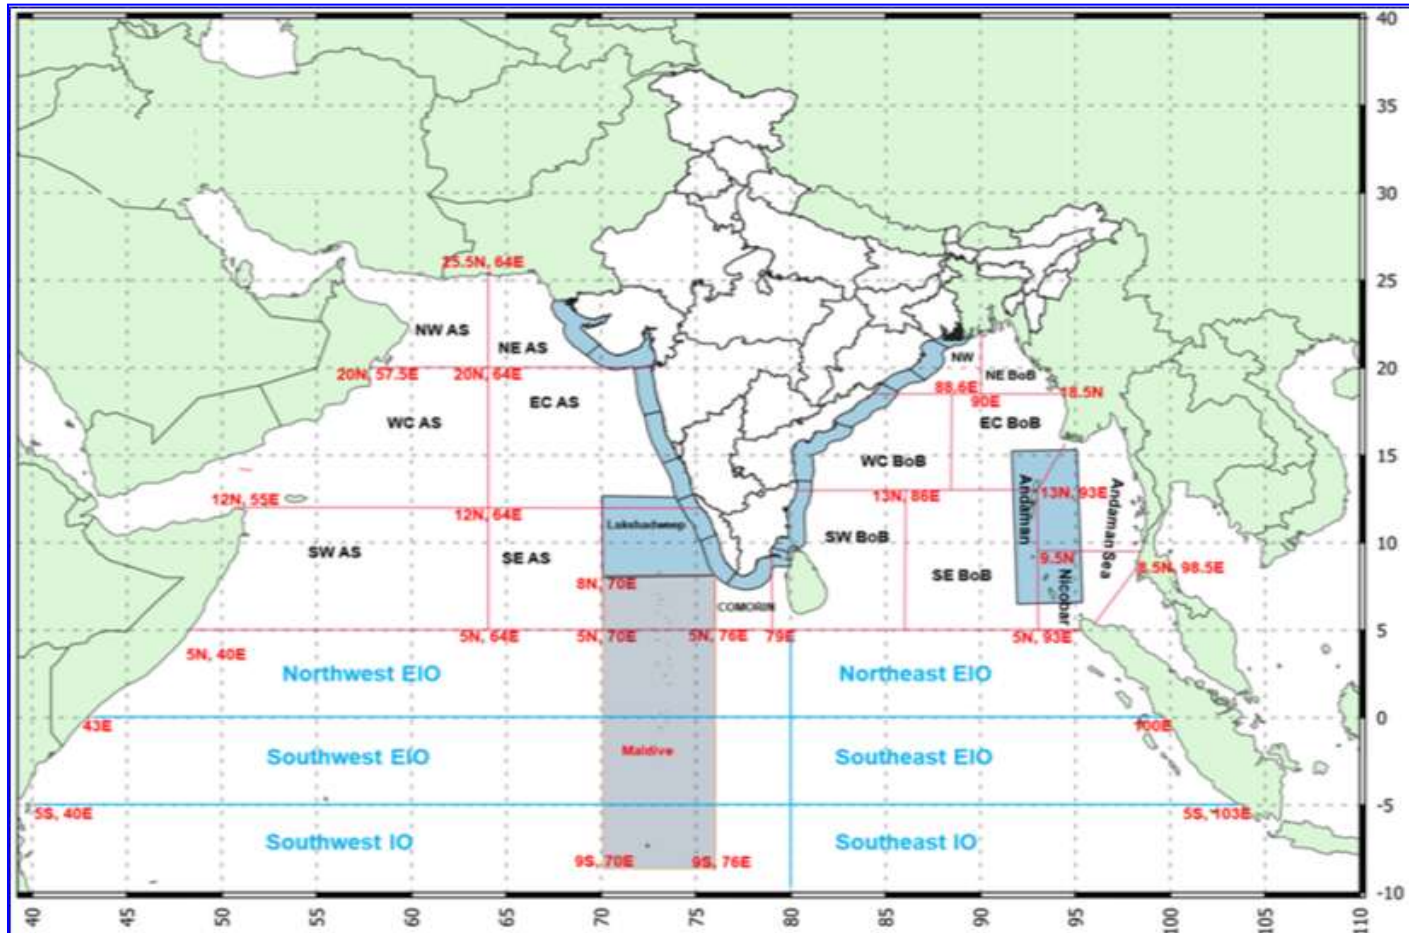 40
35
30
25.5N, 64E
25
NW AS
NE AS
NW
NE BoB
20N, 57.5E
20N, 64E
20
88.6E
18.5N
90E
WC AS
EC AS
EC BoB
WC BoB
15
12N, 55E
12N, 64E
13N, 86E
13N, 93E
Lakshadweep
Andaman
Andaman Sea
SW AS
SE AS
SW BoB
SE BoB
10
9.5N
8.5N, 98.5E
Nicobar
8N, 70E
COMORIN
5N, 40E
5N, 64E
5N, 70E
5N, 76E
79E
5N, 93E
5
Northwest EIO
Northeast EIO
43E
100E
0
Southwest EIO
Maldive
Southeast EIO
5S, 40E
5S, 103E
-5
Southwest IO
Southeast IO
9S, 70E
9S, 76E
-10
40 45 50 55 60 65 70 75 80 85 90 95 100 105 110